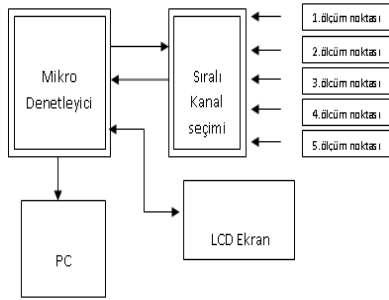 Mikro
Denetleyici
Sıralı
Kanal
seçimi
1.ölçüm noktası
2.ölçüm noktası
3.ölçüm noktası
4.ölçüm noktası
5.ölçüm noktası
PC
LCD Ekran